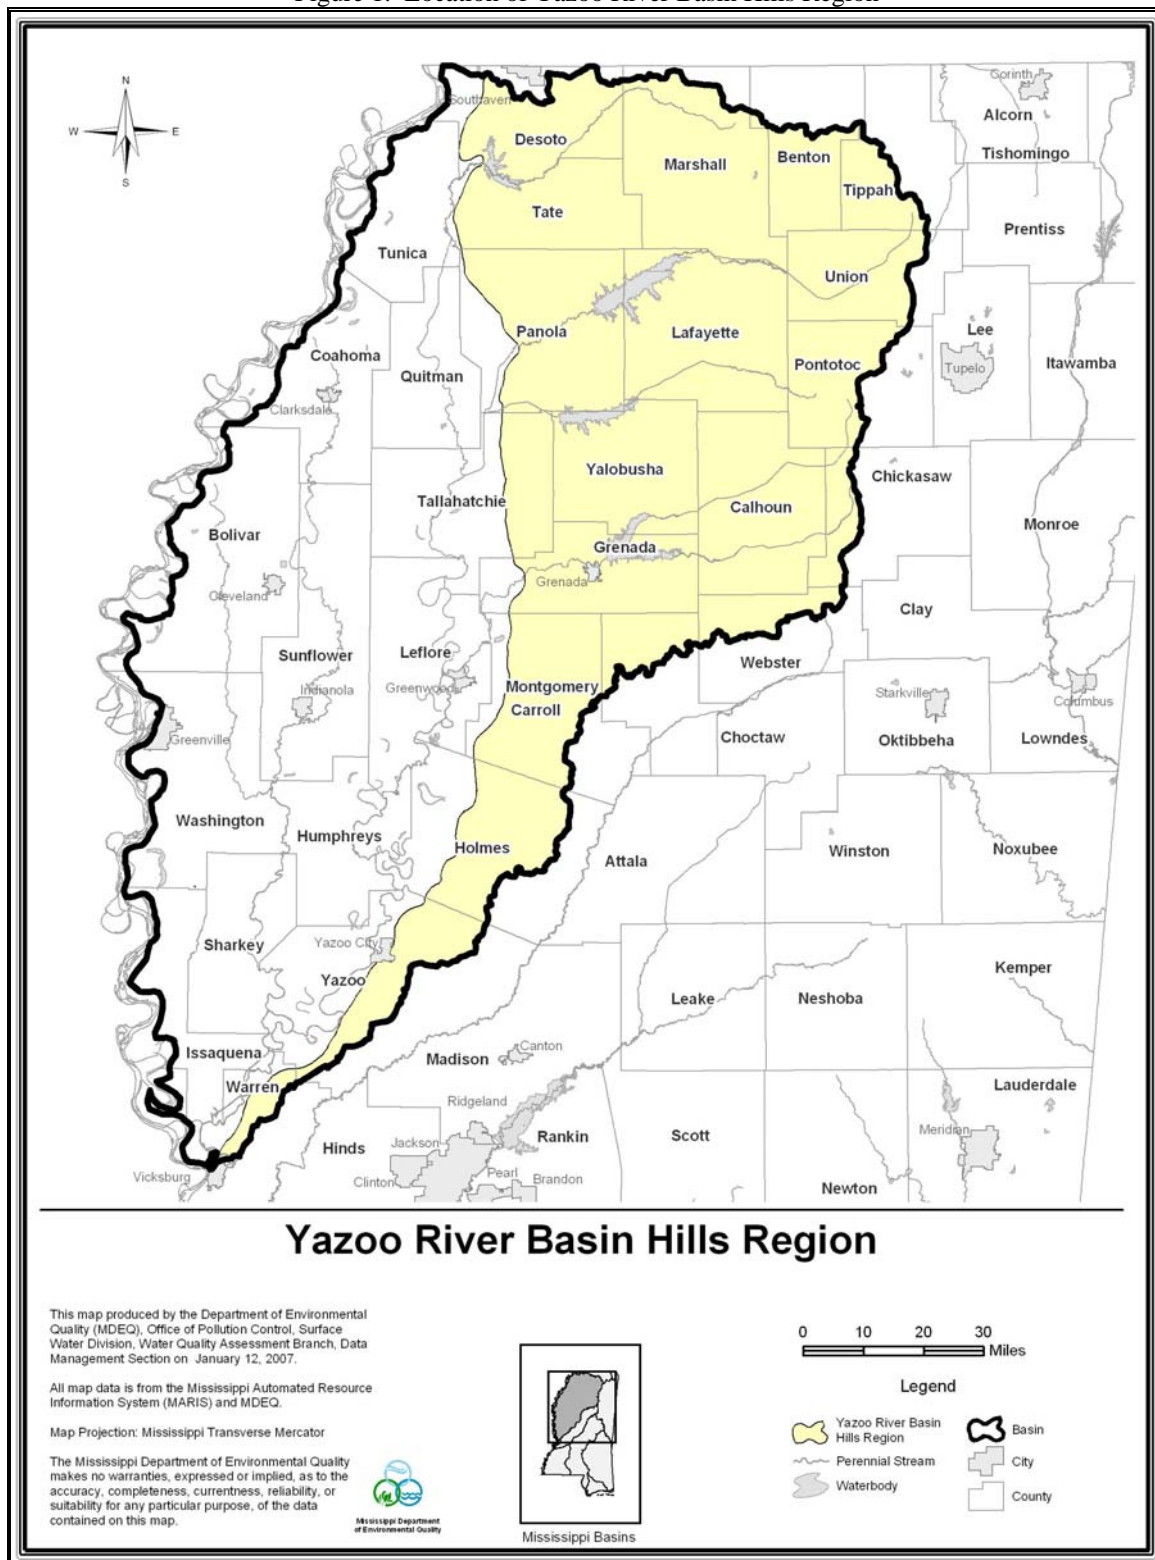 Figure 1. Location of Yazoo River Basin Hills Region
N
W E
S
Southaven
Corinth
Alcorn
Desoto
Marshall
Benton
Tishomingo
Tippah
Tate
Prentiss
Tunica
Union
Panola
Lafayette
Lee
Coahoma
Pontotoc
Itawamba
Quitman
Tupelo
Clarksdale
Yalobusha
Chickasaw
Tallahatchie
Calhoun
Monroe
Bolivar
Grenada
Grenada
Cleveland
Clay
Sunflower
Leflore
Webster
Indianola
Greenwood
Montgomery
Starkville
Columbus
Carroll
Greenville
Choctaw
Oktibbeha
Lowndes
Washington
Humphreys
Holmes
Attala
Winston
Noxubee
Sharkey
Yazoo City
Yazoo
Kemper
Leake
Neshoba
Issaquena
Madison
Canton
Warren
Lauderdale
Ridgeland
Hinds
Jackson
Rankin
Scott
Meridian
Vicksburg
Clinton
Pearl
Brandon
Newton
Yazoo River Basin Hills Region
This map produced by the Department of Environmental
Quality (MDEQ), Office of Pollution Control, Surface
Water Division, Water Quality Assessment Branch, Data
Management Section on January 12, 2007.
All map data is from the Mississippi Automated Resource
Information System (MARIS) and MDEQ.
Map Projection: Mississippi Transverse Mercator
The Mississippi Department of Environmental Quality
makes no warranties, expressed or implied, as to the
accuracy, completeness, currentness, reliability, or
suitability for any particular purpose, of the data
contained on this map.
Mississippi Department
of Environmental Quality
Mississippi Basins
0 10 20 30
Miles
Legend
Yazoo River Basin
Hills Region
Perennial Stream
Waterbody
Basin
City
County